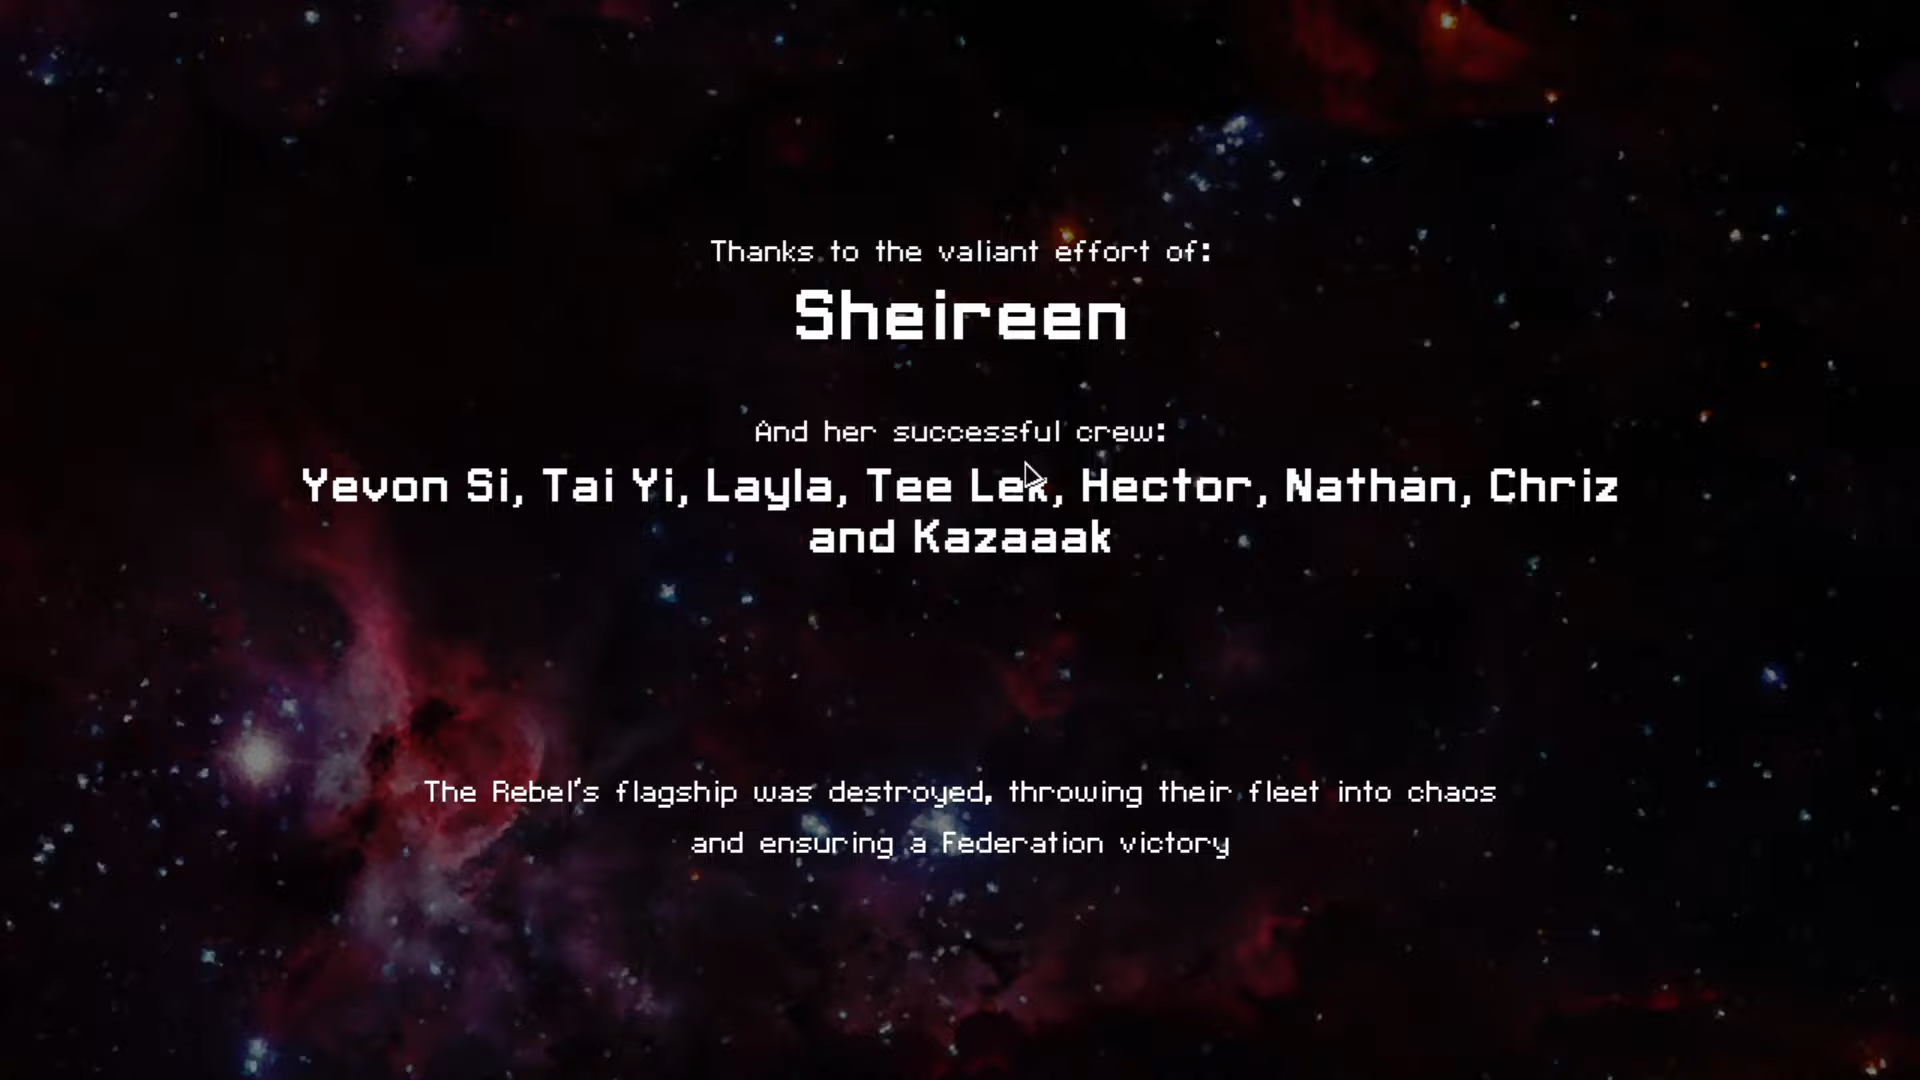 Thanks to the valiant effort of:
Sheireen
And her successful crew:
Yevon Si, Tai Yi, Layla, Tee Lek, Hector, Nathan, Chriz
and Kazaaak
The Rebel's flagship was destroyed, throwing their fleet into chaos
and ensuring a Federation victory